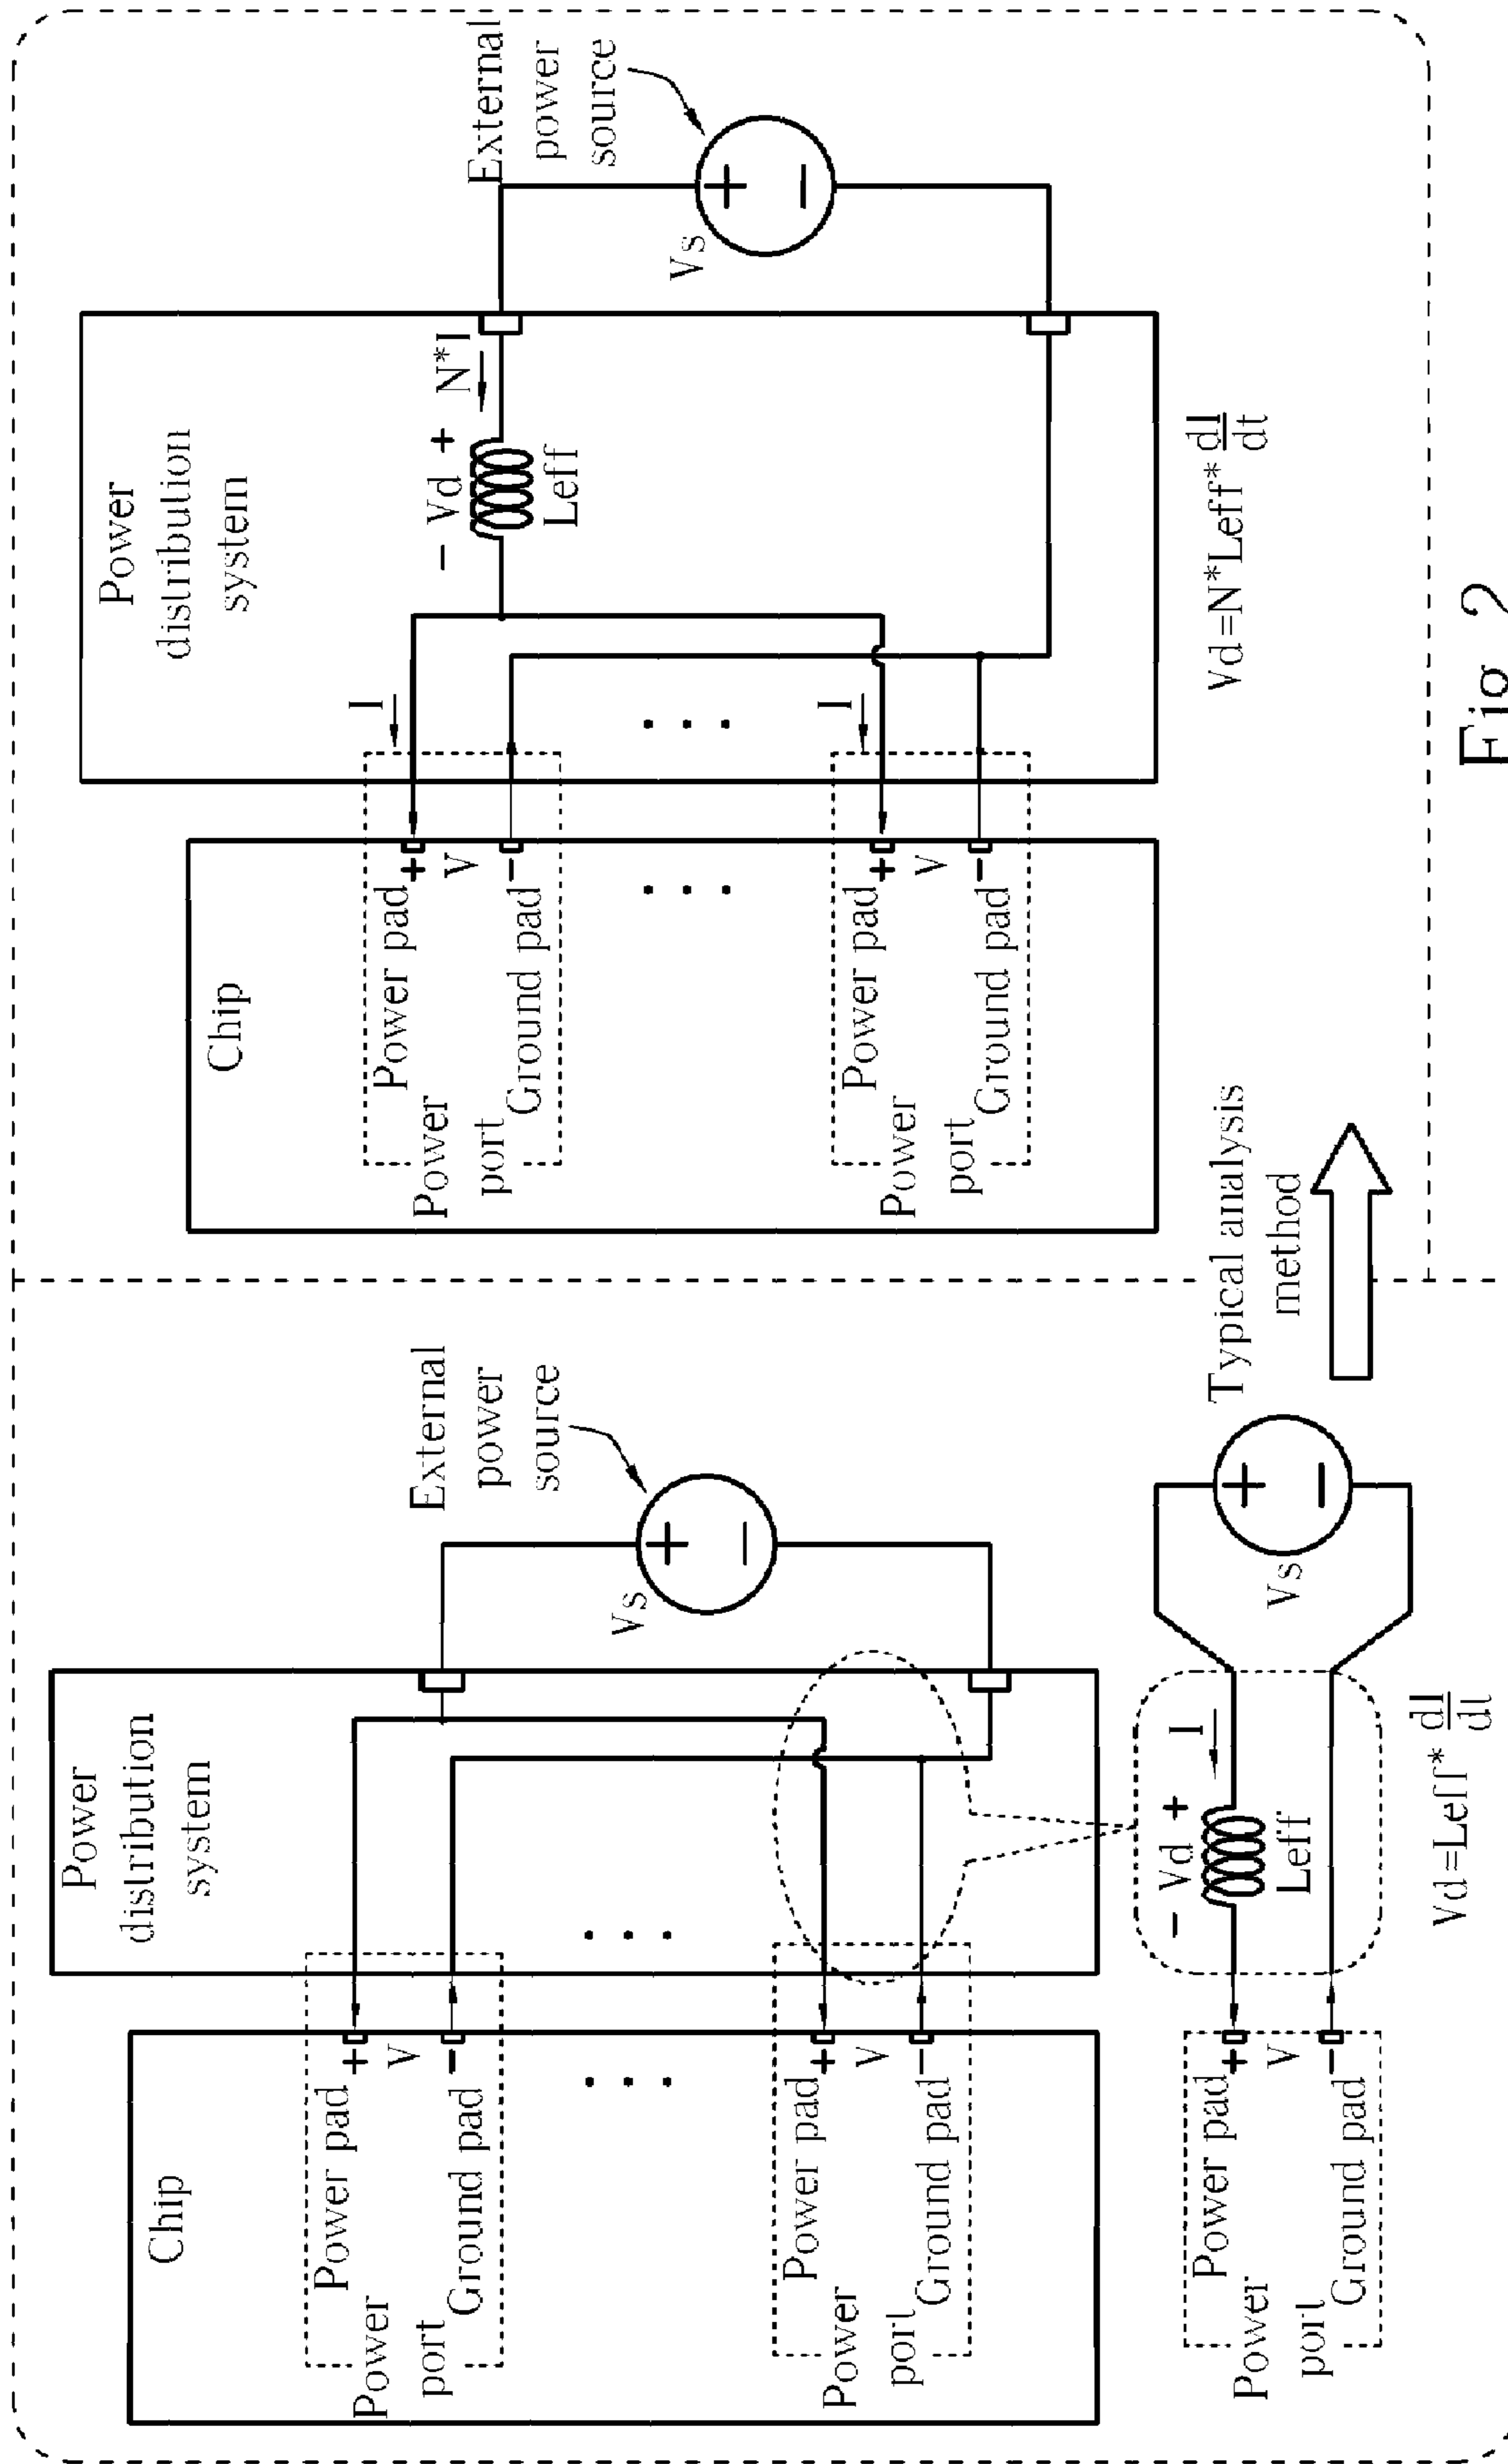 Power
distribution
system
Chip
Power pad
Power
port
Ground pad
+
V
-
. . .
Power pad
Power
port
Ground pad
+
V
-
. . .
External
power
source
Vs
+
-
Power pad
Power
port
Ground pad
+
V
-
- Vd +
Leff
I
Vs
+
-
Vd=Leff* dI/dt
Typical analysis
method
Power
distribution
system
Chip
Power pad
Power
port
Ground pad
+
V
-
I
. . .
Power pad
Power
port
Ground pad
+
V
-
I
. . .
- Vd +
Leff
N*I
External
power
source
Vs
+
-
Vd=N*Leff* dI/dt
Fig. 2